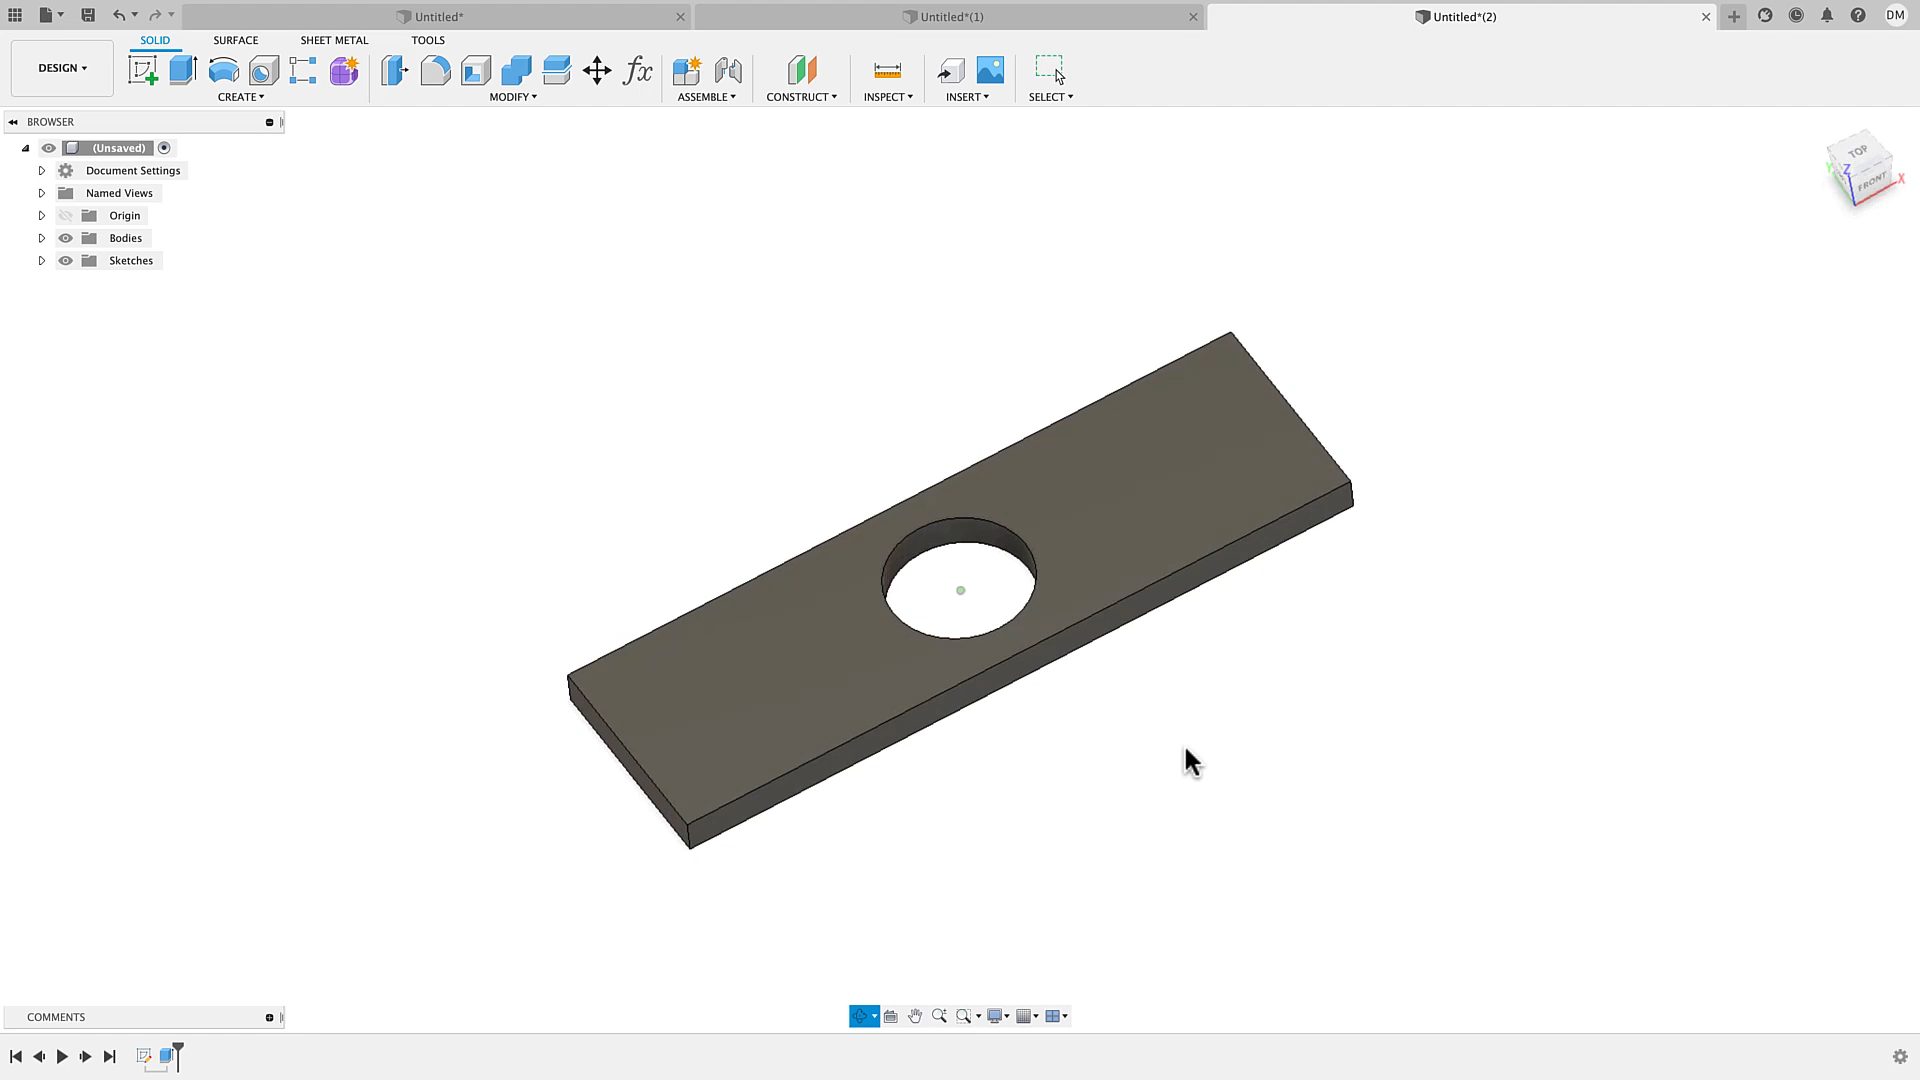 Untitled*
Untitled*(1)
Untitled*(2)
DM
DESIGN
SOLID
SURFACE
SHEET METAL
TOOLS
fx
CREATE
MODIFY
ASSEMBLE
CONSTRUCT
INSPECT
INSERT
SELECT
BROWSER
(Unsaved)
Document Settings
Named Views
Origin
Bodies
Sketches
TOP
FRONT
Z
X
Y
COMMENTS